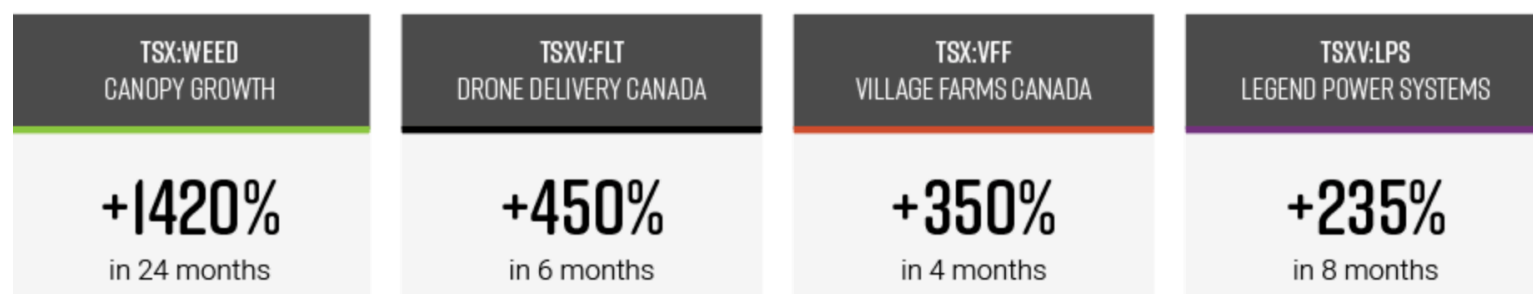 TSX:WEED
CANOPY GROWTH
+1420%
in 24 months
TSXV:FLT
DRONE DELIVERY CANADA
+450%
in 6 months
TSX:VFF
VILLAGE FARMS CANADA
+350%
in 4 months
TSXV:LPS
LEGEND POWER SYSTEMS
+235%
in 8 months